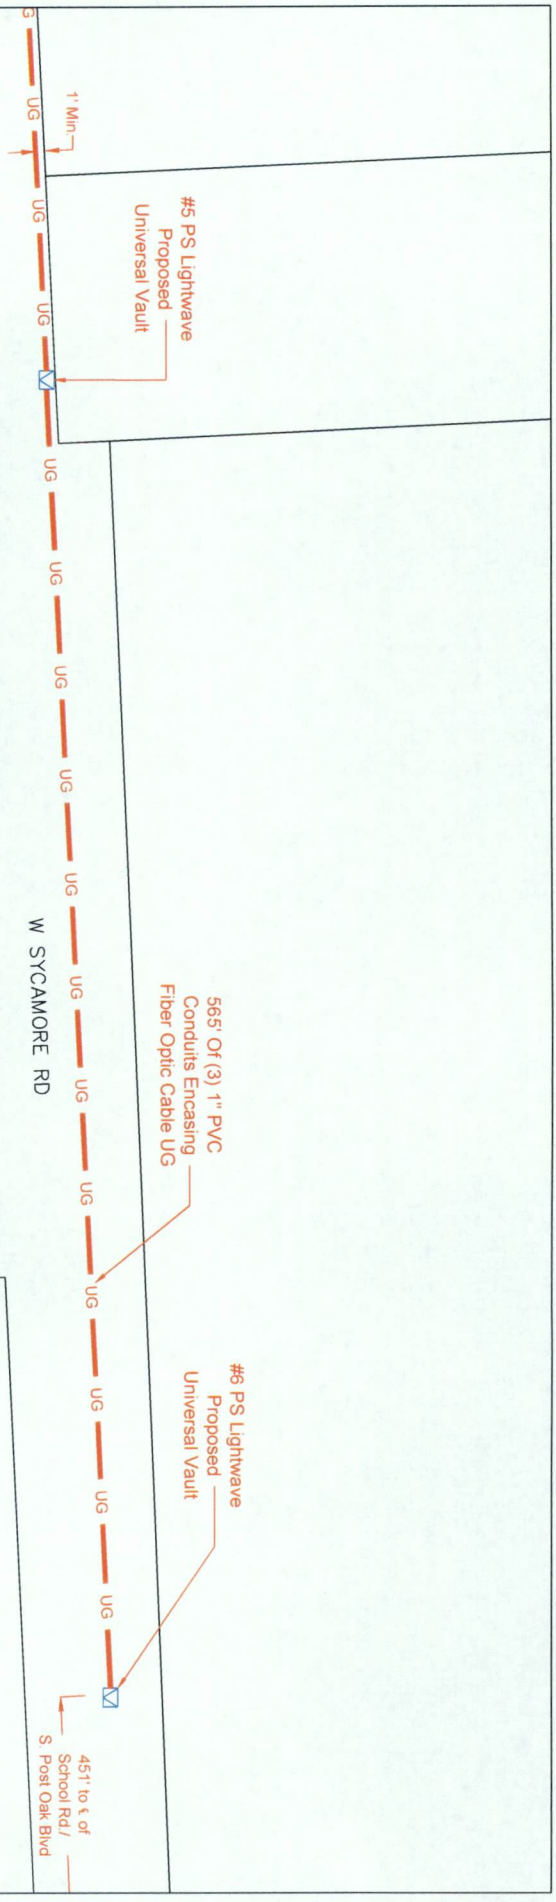 G
UG
1' Min.
UG
UG
UG
#5 PS Lightwave
Proposed
Universal Vault
UG
UG
UG
UG
UG
UG
W SYCAMORE RD
UG
UG
565' Of (3) 1" PVC
Conduits Encasing
Fiber Optic Cable UG
UG
UG
UG
UG
#6 PS Lightwave
Proposed
Universal Vault
451' to ℄ of
School Rd./
S. Post Oak Blvd